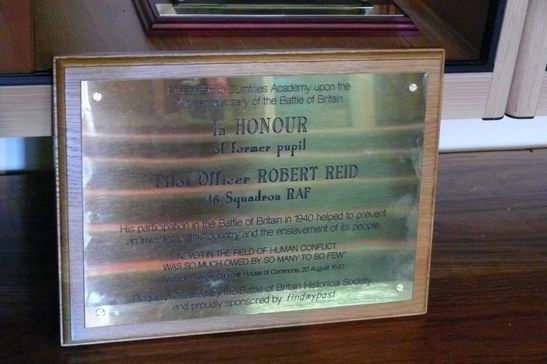 Dumfries Academy upon the
anniversary of the Battle of Britain
In HONOUR
of former pupil
Pilot Officer ROBERT REID
46 Squadron RAF
His participation in the Battle of Britain in 1940 helped to prevent
an invasion of this country and the enslavement of its people.
"NEVER IN THE FIELD OF HUMAN CONFLICT
WAS SO MUCH OWED BY SO MANY TO SO FEW"
House of Commons, 20 August 1940
Plaque presented by the Battle of Britain Historical Society
and proudly sponsored by findmypast